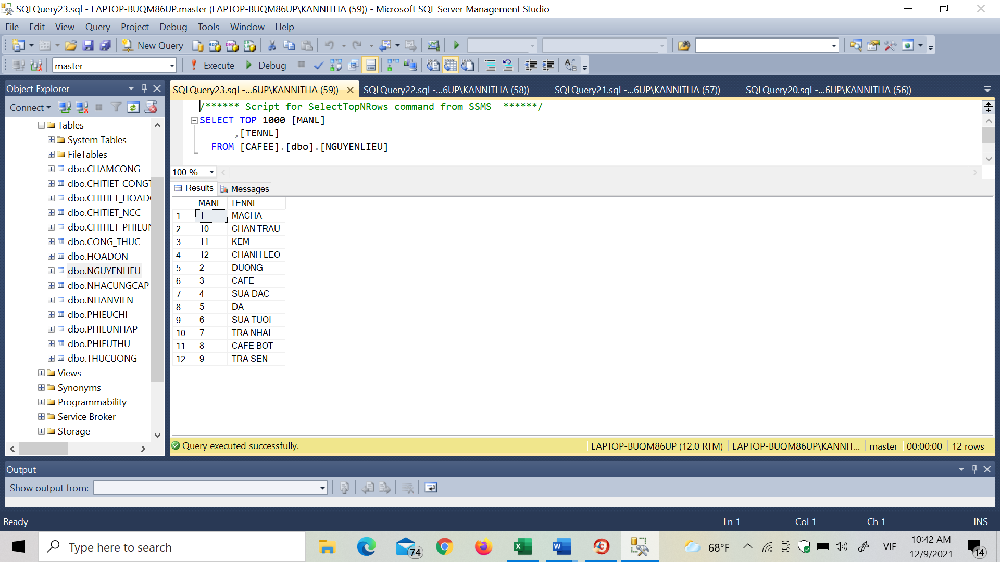 SQLQuery23.sql - LAPTOP-BUQM86UP.master (LAPTOP-BUQM86UP\KANNITHA (59)) - Microsoft SQL Server Management Studio
File Edit View Query Project Debug Tools Window Help
New Query
master Execute Debug
Object Explorer
Connect
Tables
System Tables
FileTables
dbo.CHAMCONG
dbo.CHITIET_CONGT
dbo.CHITIET_HOADO
dbo.CHITIET_NCC
dbo.CHITIET_PHIEUN
dbo.CONG_THUC
dbo.HOADON
dbo.NGUYENLIEU
dbo.NHACUNGCAP
dbo.NHANVIEN
dbo.PHIEUCHI
dbo.PHIEUNHAP
dbo.PHIEUTHU
dbo.THUCUONG
Views
Synonyms
Programmability
Service Broker
Storage
SQLQuery23.sql -...6UP\KANNITHA (59)) SQLQuery22.sql -...6UP\KANNITHA (58)) SQLQuery21.sql -...6UP\KANNITHA (57)) SQLQuery20.sql -...6UP\KANNITHA (56))
/****** Script for SelectTopNRows command from SSMS ******/
SELECT TOP 1000 [MANL]
,[TENNL]
FROM [CAFEE].[dbo].[NGUYENLIEU]
100 %
Results Messages
MANL TENNL
1 1 MACHA
2 10 CHAN TRAU
3 11 KEM
4 12 CHANH LEO
5 2 DUONG
6 3 CAFE
7 4 SUA DAC
8 5 DA
9 6 SUA TUOI
10 7 TRA NHAI
11 8 CAFE BOT
12 9 TRA SEN
Query executed successfully. LAPTOP-BUQM86UP (12.0 RTM) LAPTOP-BUQM86UP\KANNIT... master 00:00:00 12 rows
Output
Show output from:
Ready Ln 1 Col 1 Ch 1 INS
Type here to search 74 68°F VIE 10:42 AM 12/9/2021 14